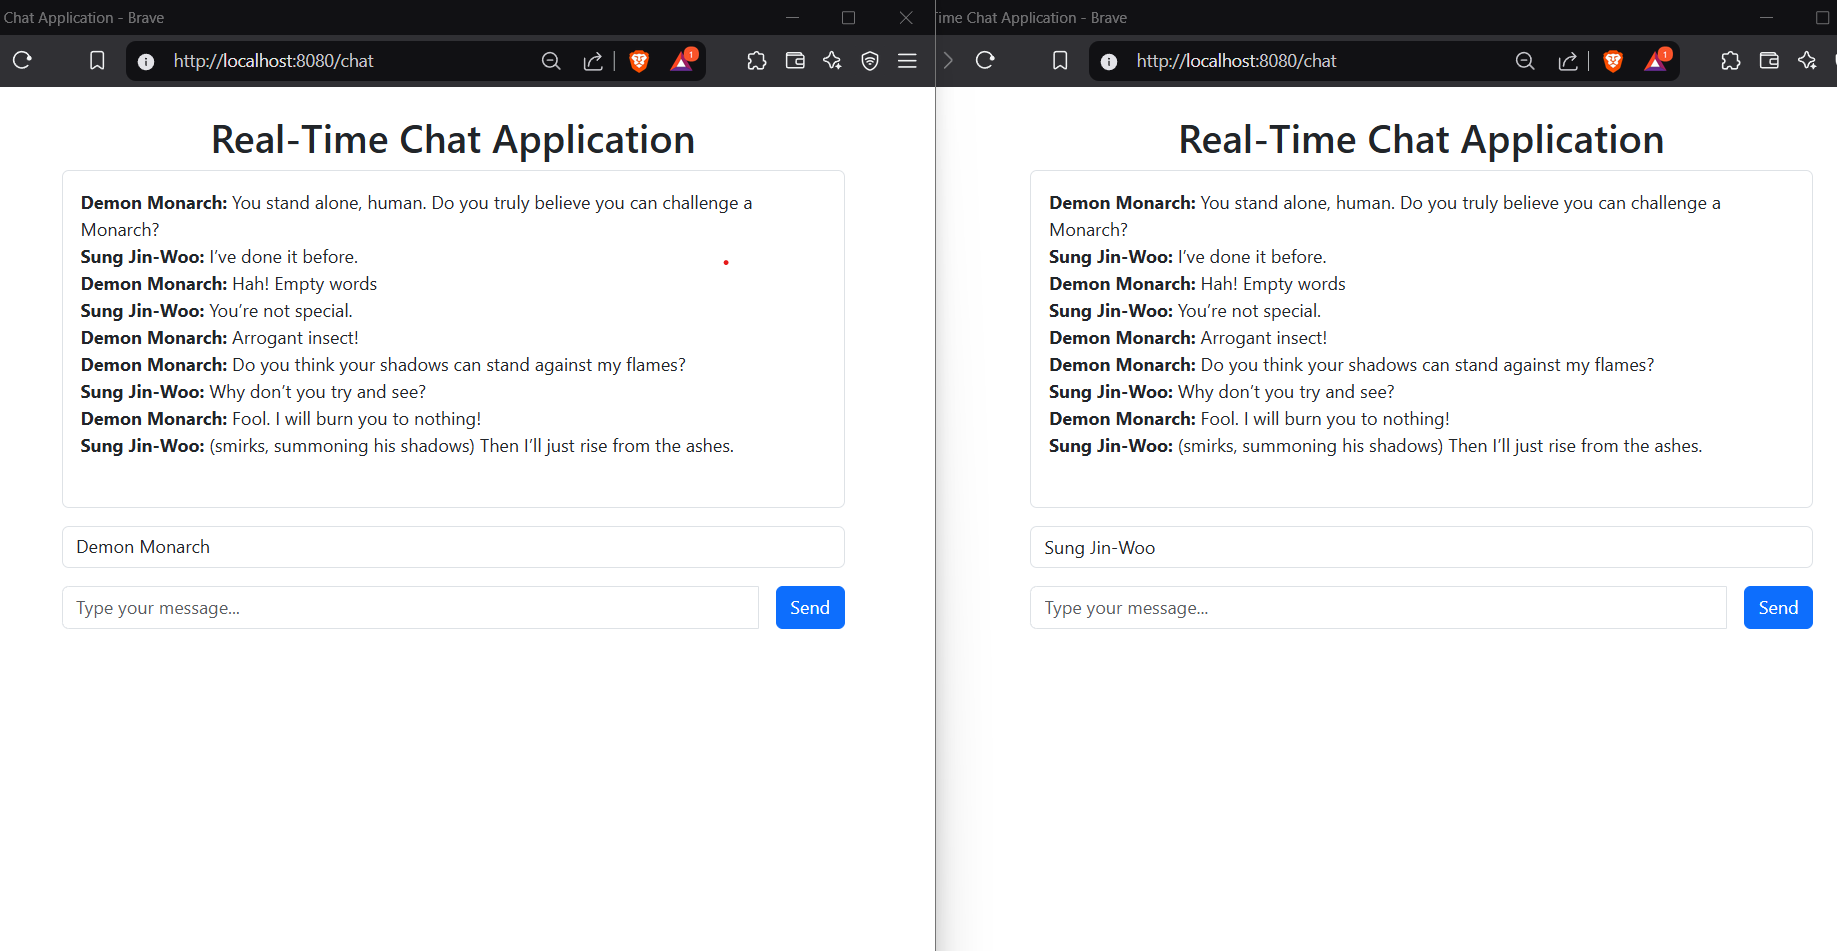 Chat Application - Brave
http://localhost:8080/chat
1
Real-Time Chat Application
Demon Monarch: You stand alone, human. Do you truly believe you can challenge a
Monarch?
Sung Jin-Woo: I’ve done it before.
Demon Monarch: Hah! Empty words
Sung Jin-Woo: You’re not special.
Demon Monarch: Arrogant insect!
Demon Monarch: Do you think your shadows can stand against my flames?
Sung Jin-Woo: Why don’t you try and see?
Demon Monarch: Fool. I will burn you to nothing!
Sung Jin-Woo: (smirks, summoning his shadows) Then I’ll just rise from the ashes.
Demon Monarch
Type your message...
Send
ime Chat Application - Brave
http://localhost:8080/chat
1
Real-Time Chat Application
Demon Monarch: You stand alone, human. Do you truly believe you can challenge a
Monarch?
Sung Jin-Woo: I’ve done it before.
Demon Monarch: Hah! Empty words
Sung Jin-Woo: You’re not special.
Demon Monarch: Arrogant insect!
Demon Monarch: Do you think your shadows can stand against my flames?
Sung Jin-Woo: Why don’t you try and see?
Demon Monarch: Fool. I will burn you to nothing!
Sung Jin-Woo: (smirks, summoning his shadows) Then I’ll just rise from the ashes.
Sung Jin-Woo
Type your message...
Send